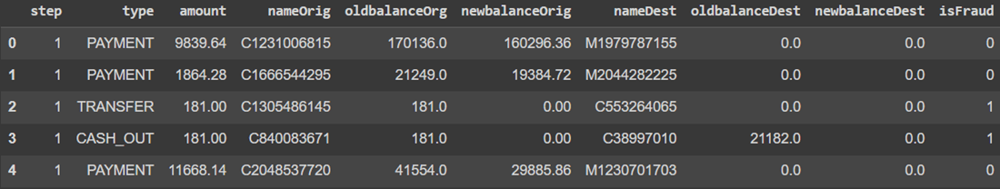 step type amount nameOrig oldbalanceOrg newbalanceOrig nameDest oldbalanceDest newbalanceDest isFraud
0 1 PAYMENT 9839.64 C1231006815 170136.0 160296.36 M1979787155 0.0 0.0 0
1 1 PAYMENT 1864.28 C1666544295 21249.0 19384.72 M2044282225 0.0 0.0 0
2 1 TRANSFER 181.00 C1305486145 181.0 0.00 C553264065 0.0 0.0 1
3 1 CASH_OUT 181.00 C840083671 181.0 0.00 C38997010 21182.0 0.0 1
4 1 PAYMENT 11668.14 C2048537720 41554.0 29885.86 M1230701703 0.0 0.0 0